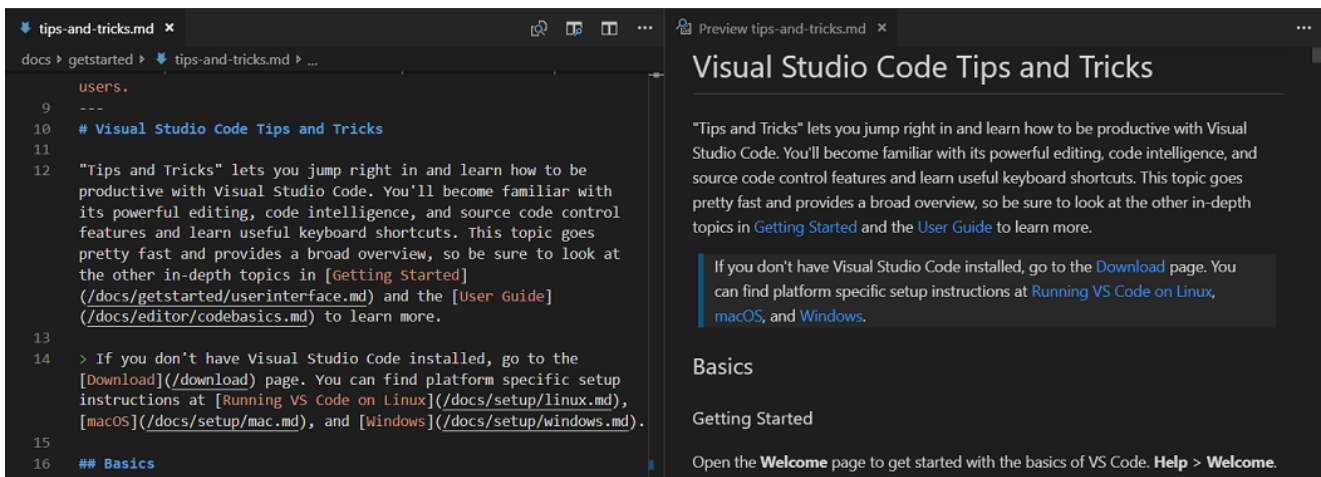 tips-and-tricks.md ×
docs › getstarted › tips-and-tricks.md › ...
users.
9 ---
10 # Visual Studio Code Tips and Tricks
11
12 "Tips and Tricks" lets you jump right in and learn how to be
productive with Visual Studio Code. You'll become familiar with
its powerful editing, code intelligence, and source code control
features and learn useful keyboard shortcuts. This topic goes
pretty fast and provides a broad overview, so be sure to look at
the other in-depth topics in [Getting Started]
(/docs/getstarted/userinterface.md) and the [User Guide]
(/docs/editor/codebasics.md) to learn more.
13
14 > If you don't have Visual Studio Code installed, go to the
[Download](/download) page. You can find platform specific setup
instructions at [Running VS Code on Linux](/docs/setup/linux.md),
[macOS](/docs/setup/mac.md), and [Windows](/docs/setup/windows.md).
15
16 ## Basics
Preview tips-and-tricks.md ×
Visual Studio Code Tips and Tricks
"Tips and Tricks" lets you jump right in and learn how to be productive with Visual
Studio Code. You'll become familiar with its powerful editing, code intelligence, and
source code control features and learn useful keyboard shortcuts. This topic goes
pretty fast and provides a broad overview, so be sure to look at the other in-depth
topics in Getting Started and the User Guide to learn more.
If you don't have Visual Studio Code installed, go to the Download page. You
can find platform specific setup instructions at Running VS Code on Linux,
macOS, and Windows.
Basics
Getting Started
Open the Welcome page to get started with the basics of VS Code. Help > Welcome.